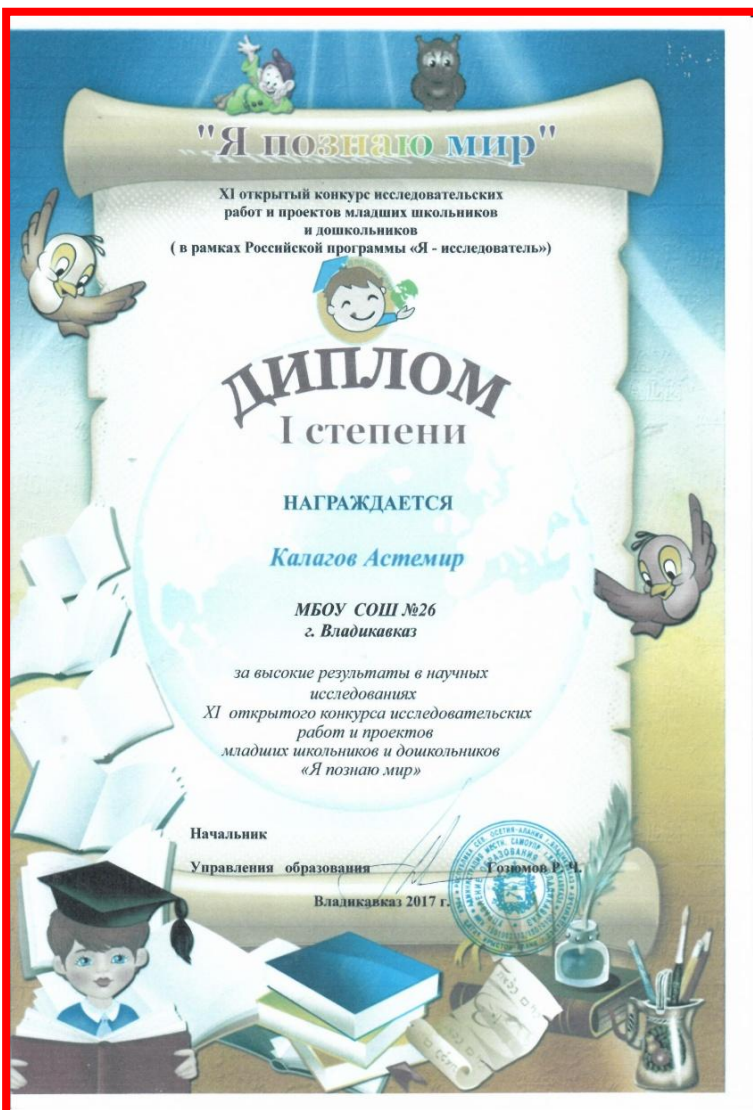 "Я познаю мир"
XI открытый конкурс исследовательских
работ и проектов младших школьников
и дошкольников
( в рамках Российской программы «Я - исследователь»)
ДИПЛОМ
I степени
НАГРАЖДАЕТСЯ
Калагов Астемир
МБОУ СОШ №26
г. Владикавказ
за высокие результаты в научных
исследованиях
XI открытого конкурса исследовательских
работ и проектов
младших школьников и дошкольников
«Я познаю мир»
Начальник
Управления образования Гозюмов Р. Ч.
Владикавказ 2017 г.